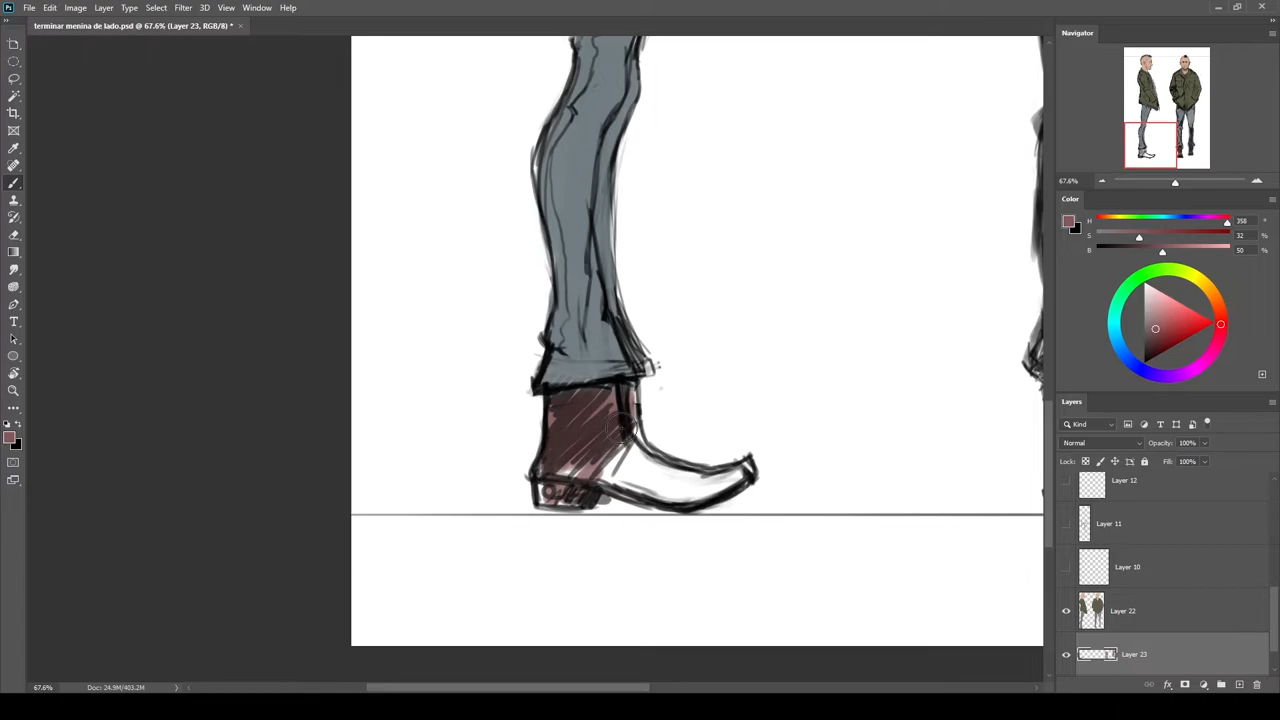 Ps File Edit Image Layer Type Select Filter 3D View Window Help
terminar menina de lado.psd @ 67.6% (Layer 23, RGB/8) *
Navigator
67.6%
Color
H 358 °
S 32 %
B 50 %
Layers
Kind
Normal Opacity: 100%
Lock: Fill: 100%
Layer 12
Layer 11
Layer 10
Layer 22
Layer 23
67.6% Doc: 24.9M/403.2M